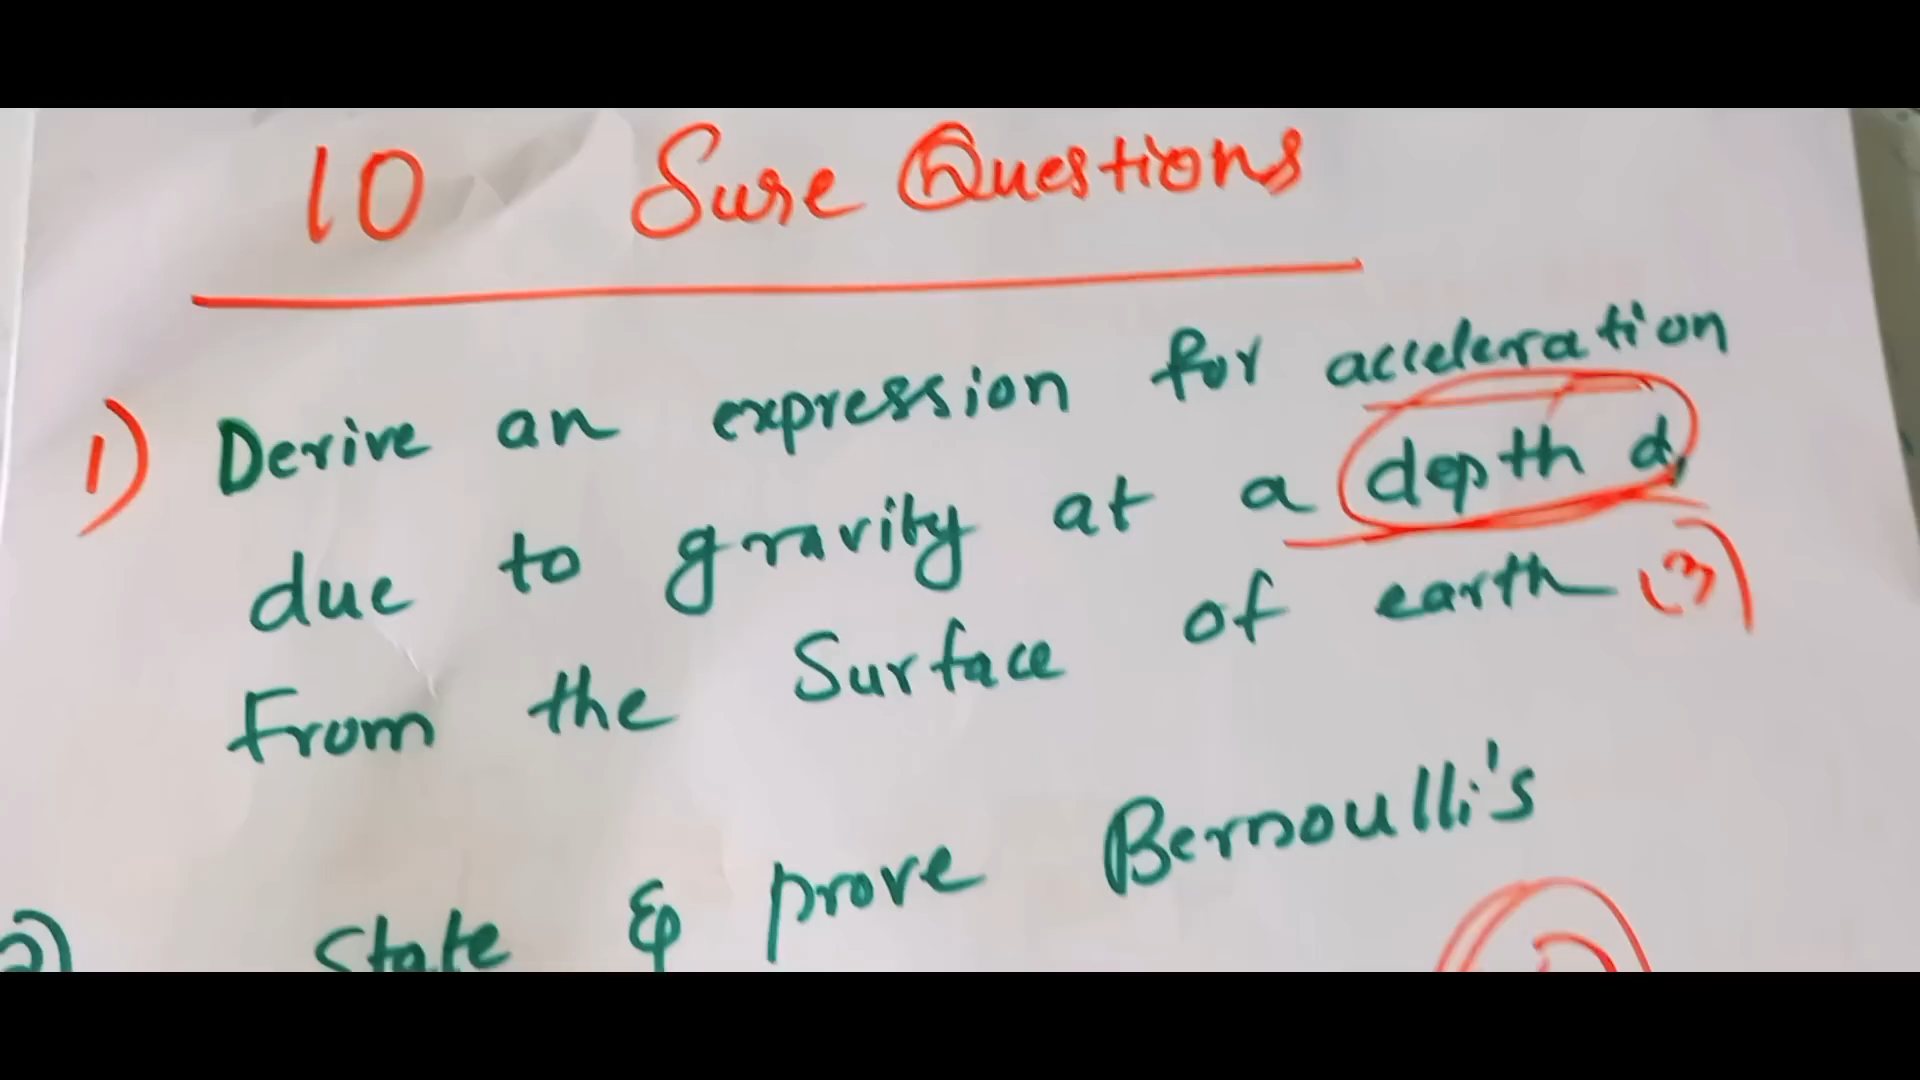 10 Sure Questions
1) Derive an expression for acceleration
due to gravity at a depth d,
From the Surface of earth (3)
2) State & prove Bernoulli's